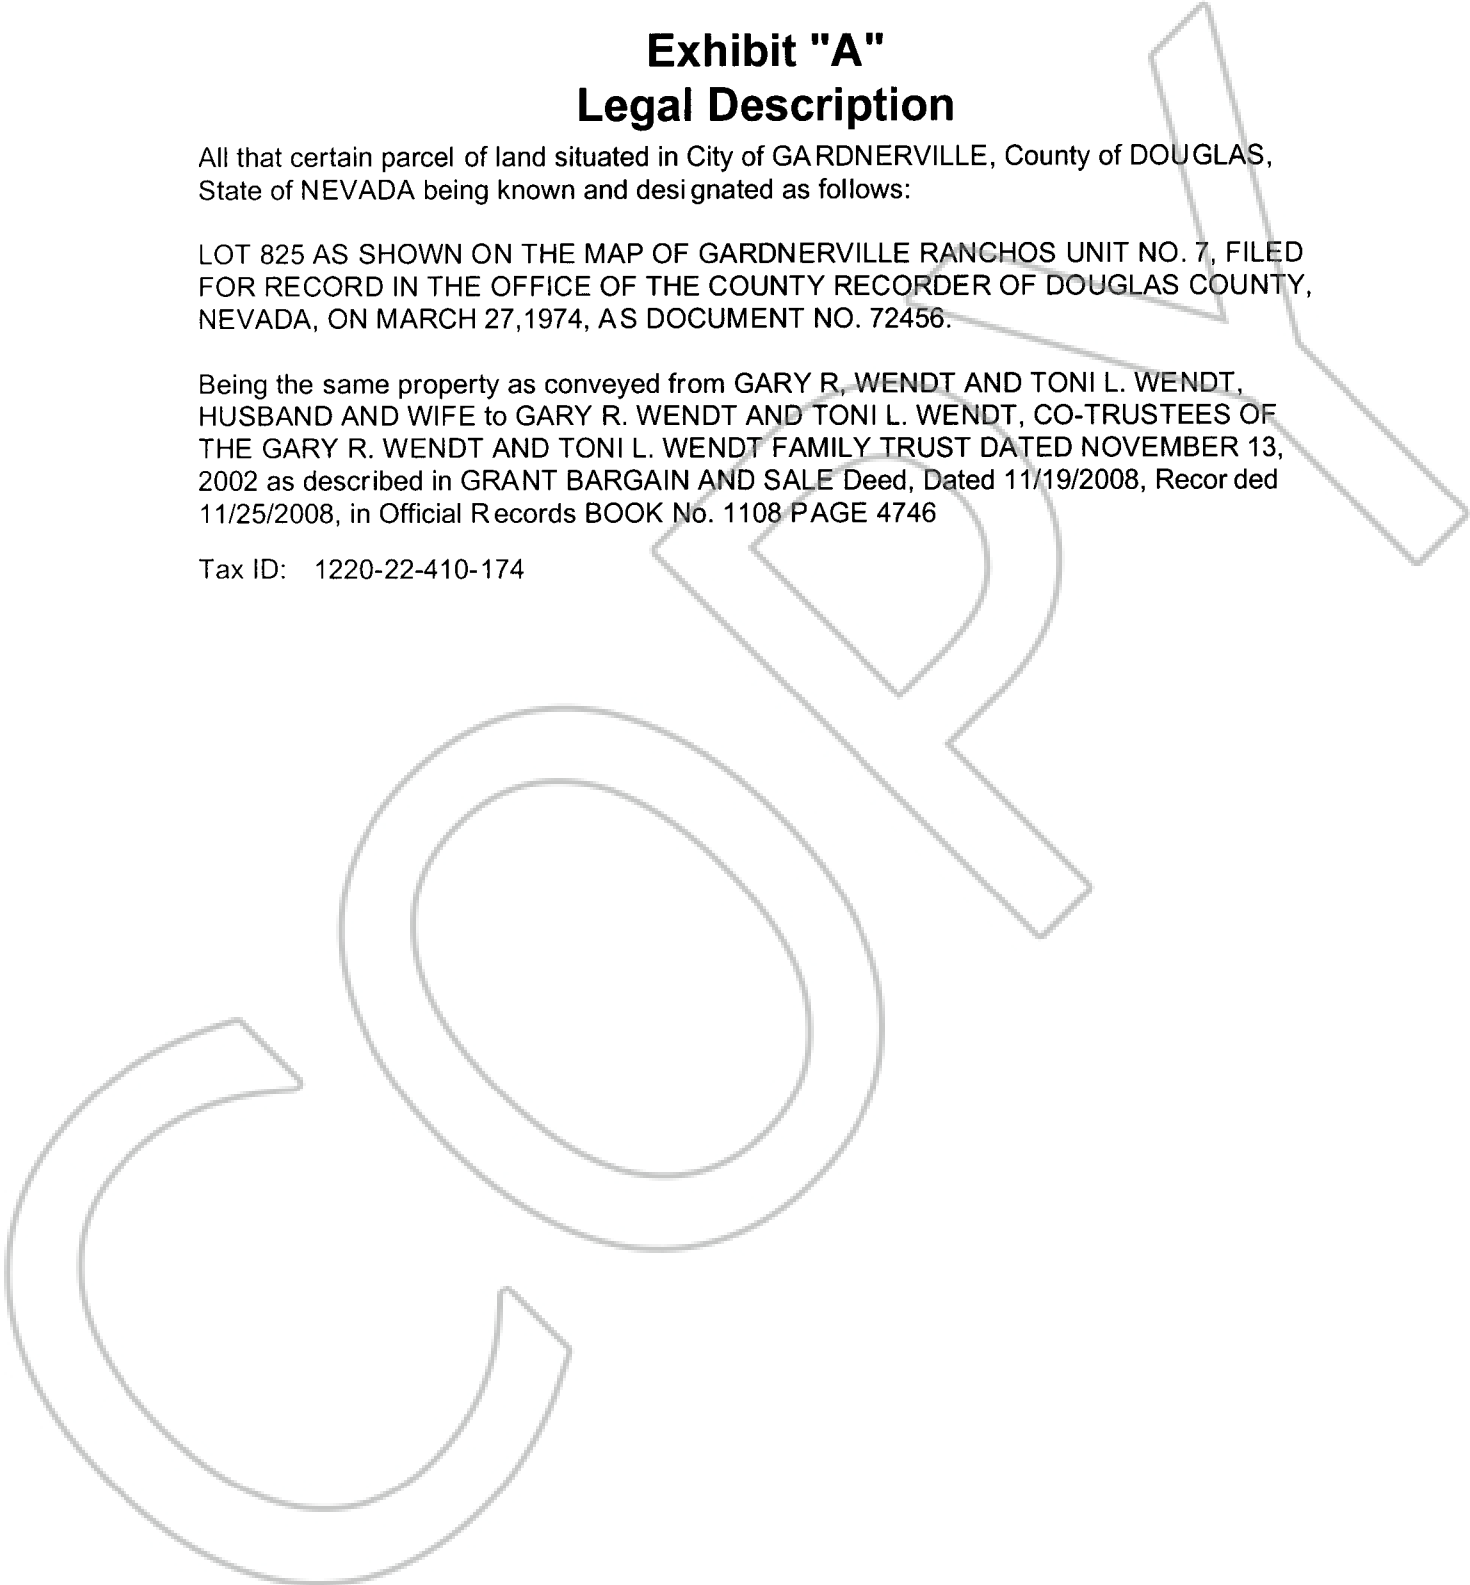 Exhibit "A"
Legal Description
All that certain parcel of land situated in City of GARDNERVILLE, County of DOUGLAS,
State of NEVADA being known and designated as follows:
LOT 825 AS SHOWN ON THE MAP OF GARDNERVILLE RANCHOS UNIT NO. 7, FILED
FOR RECORD IN THE OFFICE OF THE COUNTY RECORDER OF DOUGLAS COUNTY,
NEVADA, ON MARCH 27,1974, AS DOCUMENT NO. 72456.
Being the same property as conveyed from GARY R, WENDT AND TONI L. WENDT,
HUSBAND AND WIFE to GARY R. WENDT AND TONI L. WENDT, CO-TRUSTEES OF
THE GARY R. WENDT AND TONI L. WENDT FAMILY TRUST DATED NOVEMBER 13,
2002 as described in GRANT BARGAIN AND SALE Deed, Dated 11/19/2008, Recorded
11/25/2008, in Official Records BOOK No. 1108 PAGE 4746
Tax ID: 1220-22-410-174
COPY